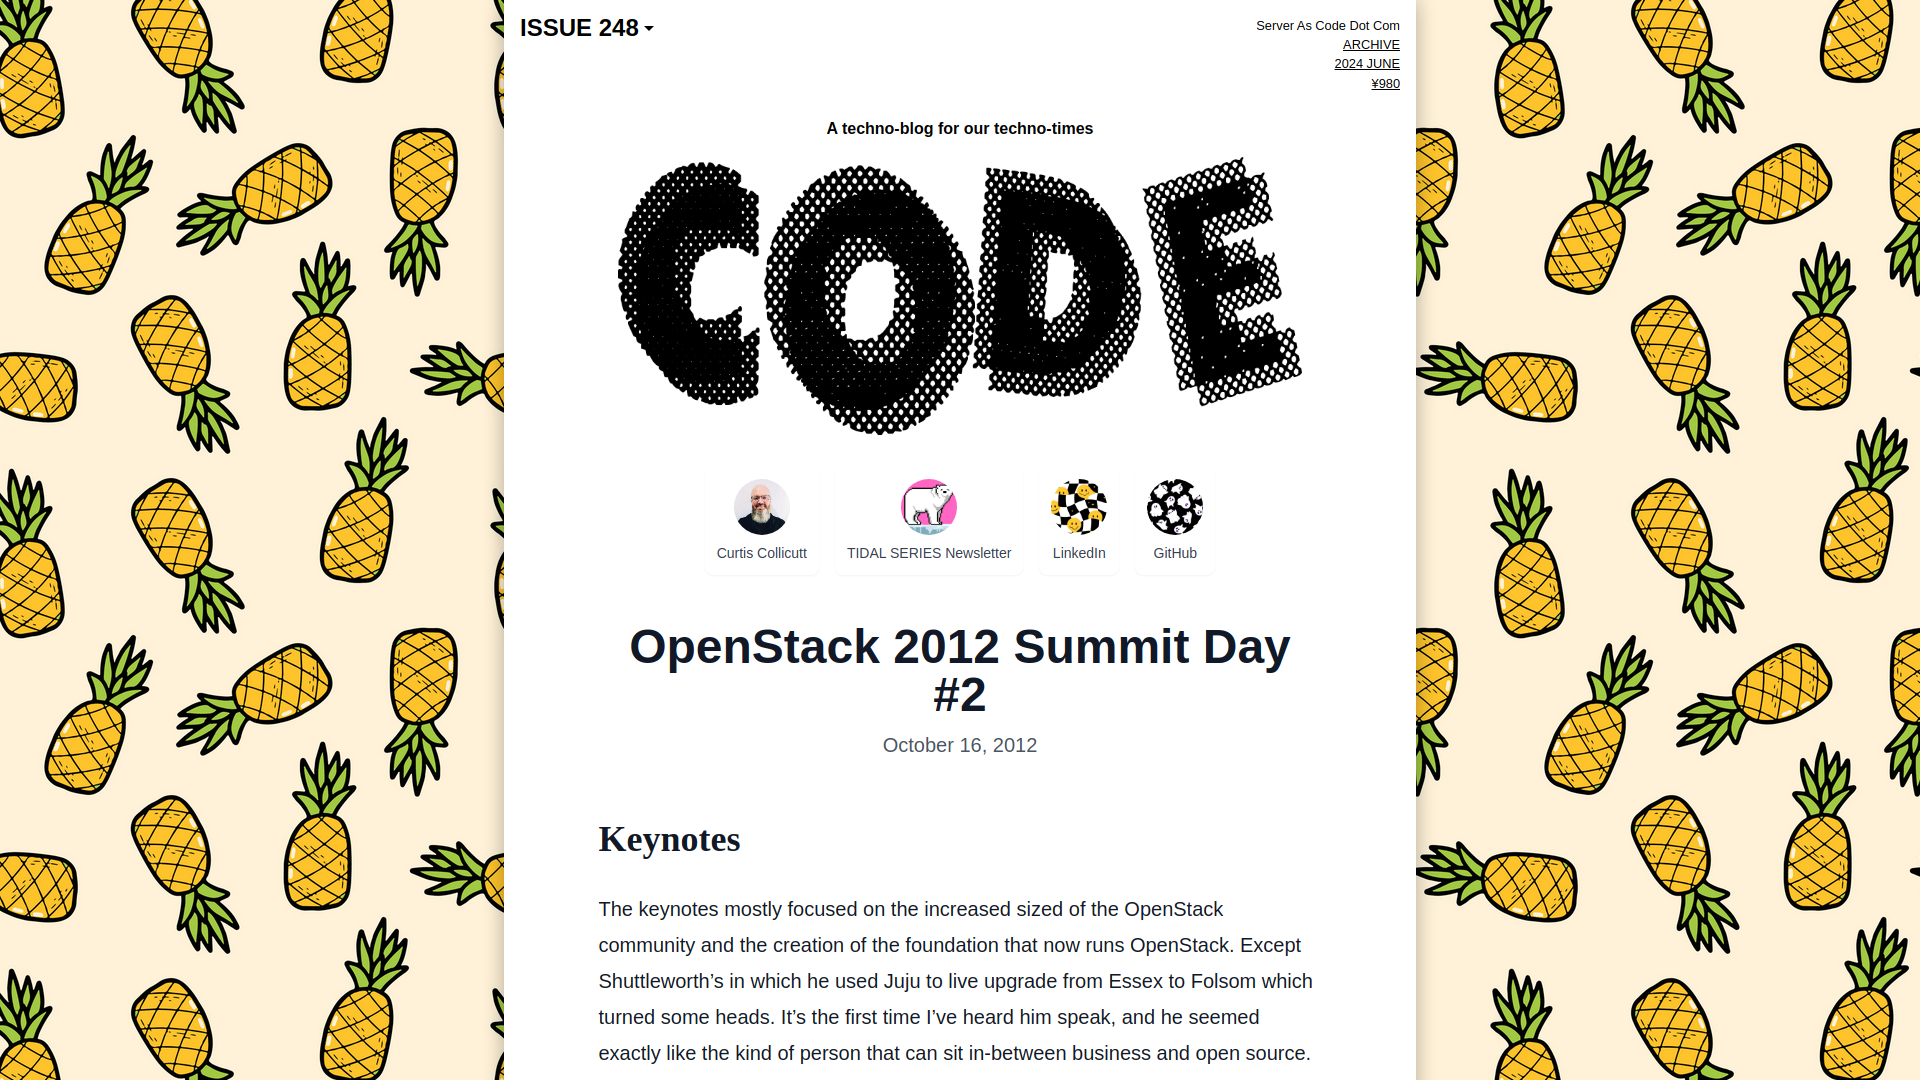 ISSUE 248
Server As Code Dot Com
ARCHIVE
2024 JUNE
¥980
A techno-blog for our techno-times
CODE
Curtis Collicutt
TIDAL SERIES Newsletter
LinkedIn
GitHub
OpenStack 2012 Summit Day
#2
October 16, 2012
Keynotes
The keynotes mostly focused on the increased sized of the OpenStack
community and the creation of the foundation that now runs OpenStack. Except
Shuttleworth’s in which he used Juju to live upgrade from Essex to Folsom which
turned some heads. It’s the first time I’ve heard him speak, and he seemed
exactly like the kind of person that can sit in-between business and open source.